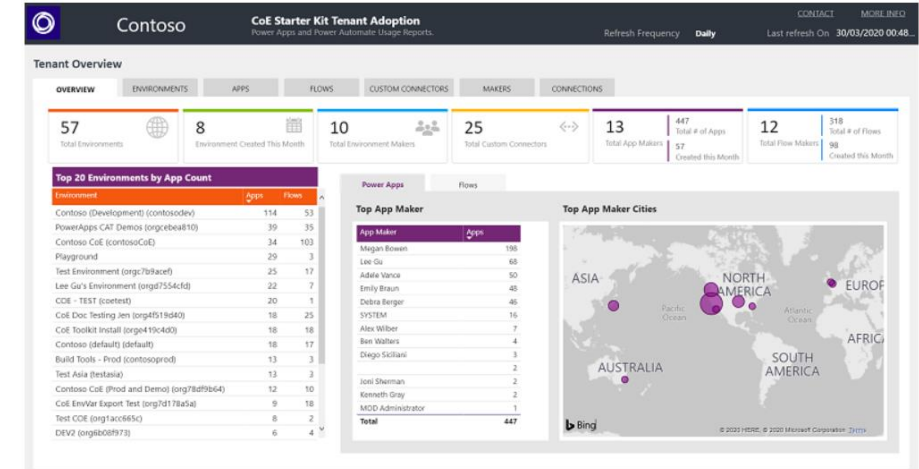 Contoso
CoE Starter Kit Tenant Adoption
Power Apps and Power Automate Usage Reports.
CONTACT MORE INFO
Refresh Frequency Daily Last refresh On 30/03/2020 00:48...
Tenant Overview
OVERVIEW ENVIRONMENTS APPS FLOWS CUSTOM CONNECTORS MAKERS CONNECTIONS
57
Total Environments
8
Environment Created This Month
10
Total Environment Makers
25
Total Custom Connectors
13
Total App Makers
447
Total # of Apps
57
Created this Month
12
Total Flow Makers
318
Total # of Flows
98
Created this Month
Top 20 Environments by App Count
Environment Apps Flows
Contoso (Development) (contosodev) 114 53
PowerApps CAT Demos (orgcebea810) 39 35
Contoso CoE (contosoCoE) 34 103
Playground 29 3
Test Environment (orgc7b9acef) 25 17
Lee Gu's Environment (orgd7554cfd) 22 7
COE - TEST (coetest) 20 1
CoE Doc Testing Jen (org4f519d40) 18 25
CoE Toolkit Install (orge419c4d0) 18 18
Contoso (default) (default) 18 17
Build Tools - Prod (contosoprod) 13 3
Test Asia (testasia) 13 3
Contoso CoE (Prod and Demo) (org78df9b64) 12 10
CoE EnvVar Export Test (org7d178a5a) 9 18
Test COE (org1acc665c) 8 2
DEV2 (org6b08f973) 6 4
Power Apps Flows
Top App Maker
App Maker Apps
Megan Bowen 198
Lee Gu 68
Adele Vance 50
Emily Braun 48
Debra Berger 46
SYSTEM 16
Alex Wilber 7
Ben Walters 4
Diego Siciliani 3
2
Joni Sherman 2
Kenneth Gray 2
MOD Administrator 1
Total 447
Top App Maker Cities
ASIA
NORTH
AMERICA
EUROP
Pacific
Ocean
Atlantic
Ocean
AFRIC
AUSTRALIA
SOUTH
AMERICA
Bing
© 2020 HERE, © 2020 Microsoft Corporation Terms